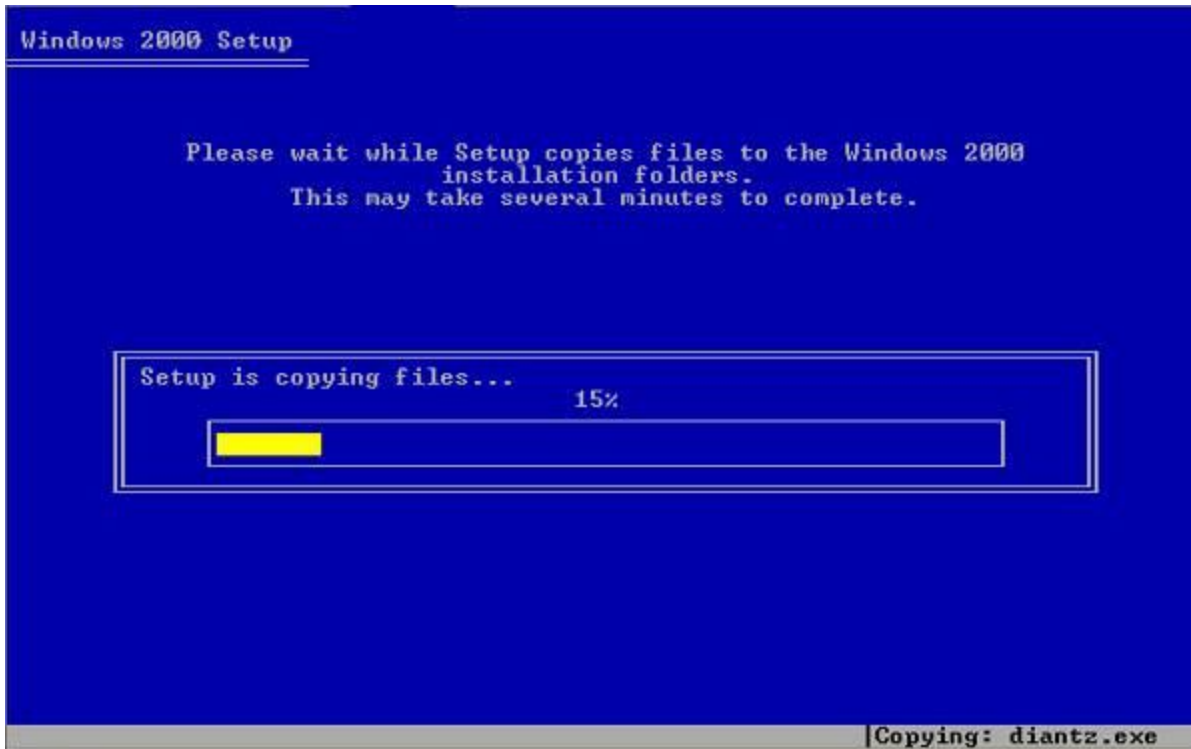 Windows 2000 Setup
Please wait while Setup copies files to the Windows 2000
installation folders.
This may take several minutes to complete.
Setup is copying files...
15%
Copying: diantz.exe